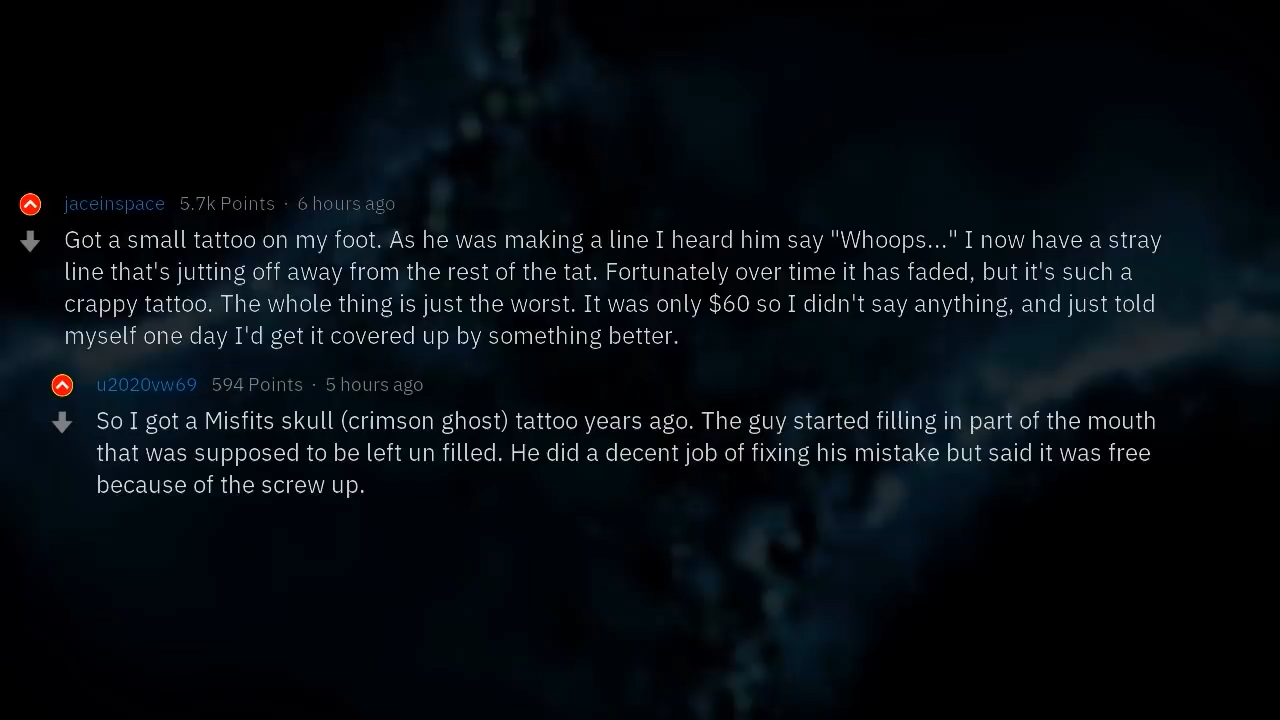 jaceinspace 5.7k Points · 6 hours ago
Got a small tattoo on my foot. As he was making a line I heard him say "Whoops..." I now have a stray
line that's jutting off away from the rest of the tat. Fortunately over time it has faded, but it's such a
crappy tattoo. The whole thing is just the worst. It was only $60 so I didn't say anything, and just told
myself one day I'd get it covered up by something better.
u2020vw69 594 Points · 5 hours ago
So I got a Misfits skull (crimson ghost) tattoo years ago. The guy started filling in part of the mouth
that was supposed to be left un filled. He did a decent job of fixing his mistake but said it was free
because of the screw up.